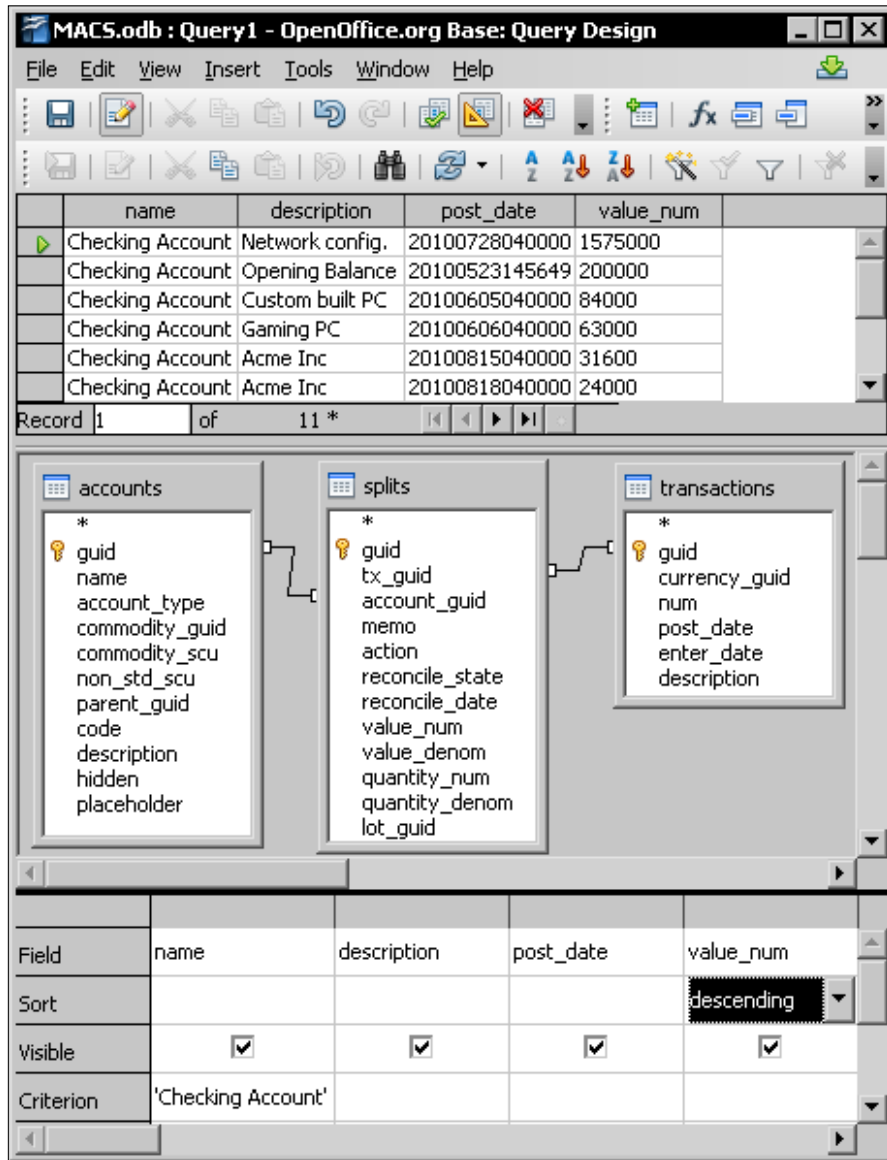 MACS.odb : Query1 - OpenOffice.org Base: Query Design
File Edit View Insert Tools Window Help
name description post_date value_num
Checking Account Network config. 20100728040000 1575000
Checking Account Opening Balance 20100523145649 200000
Checking Account Custom built PC 20100605040000 84000
Checking Account Gaming PC 20100606040000 63000
Checking Account Acme Inc 20100815040000 31600
Checking Account Acme Inc 20100818040000 24000
Record 1 of 11 *
accounts
*
guid
name
account_type
commodity_guid
commodity_scu
non_std_scu
parent_guid
code
description
hidden
placeholder
splits
*
guid
tx_guid
account_guid
memo
action
reconcile_state
reconcile_date
value_num
value_denom
quantity_num
quantity_denom
lot_guid
transactions
*
guid
currency_guid
num
post_date
enter_date
description
Field name description post_date value_num
Sort descending
Visible
Criterion 'Checking Account'